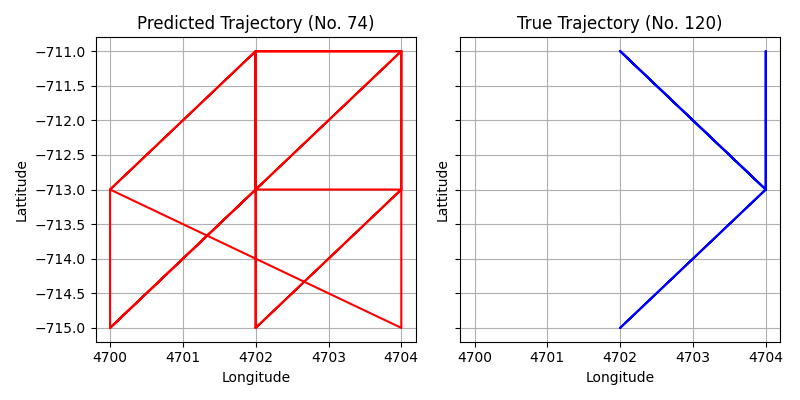 Predicted Trajectory (No. 74)
True Trajectory (No. 120)
Lattitude
−711.0
−711.5
−712.0
−712.5
−713.0
−713.5
−714.0
−714.5
−715.0
4700 4701 4702 4703 4704
Longitude
Lattitude
4700 4701 4702 4703 4704
Longitude